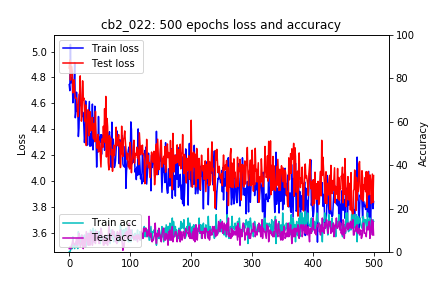 cb2_022: 500 epochs loss and accuracy
Train loss
Test loss
5.0
4.8
4.6
4.4
4.2
4.0
3.8
3.6
Loss
100
80
60
40
20
0
Accuracy
Train acc
Test acc
0
100
200
300
400
500